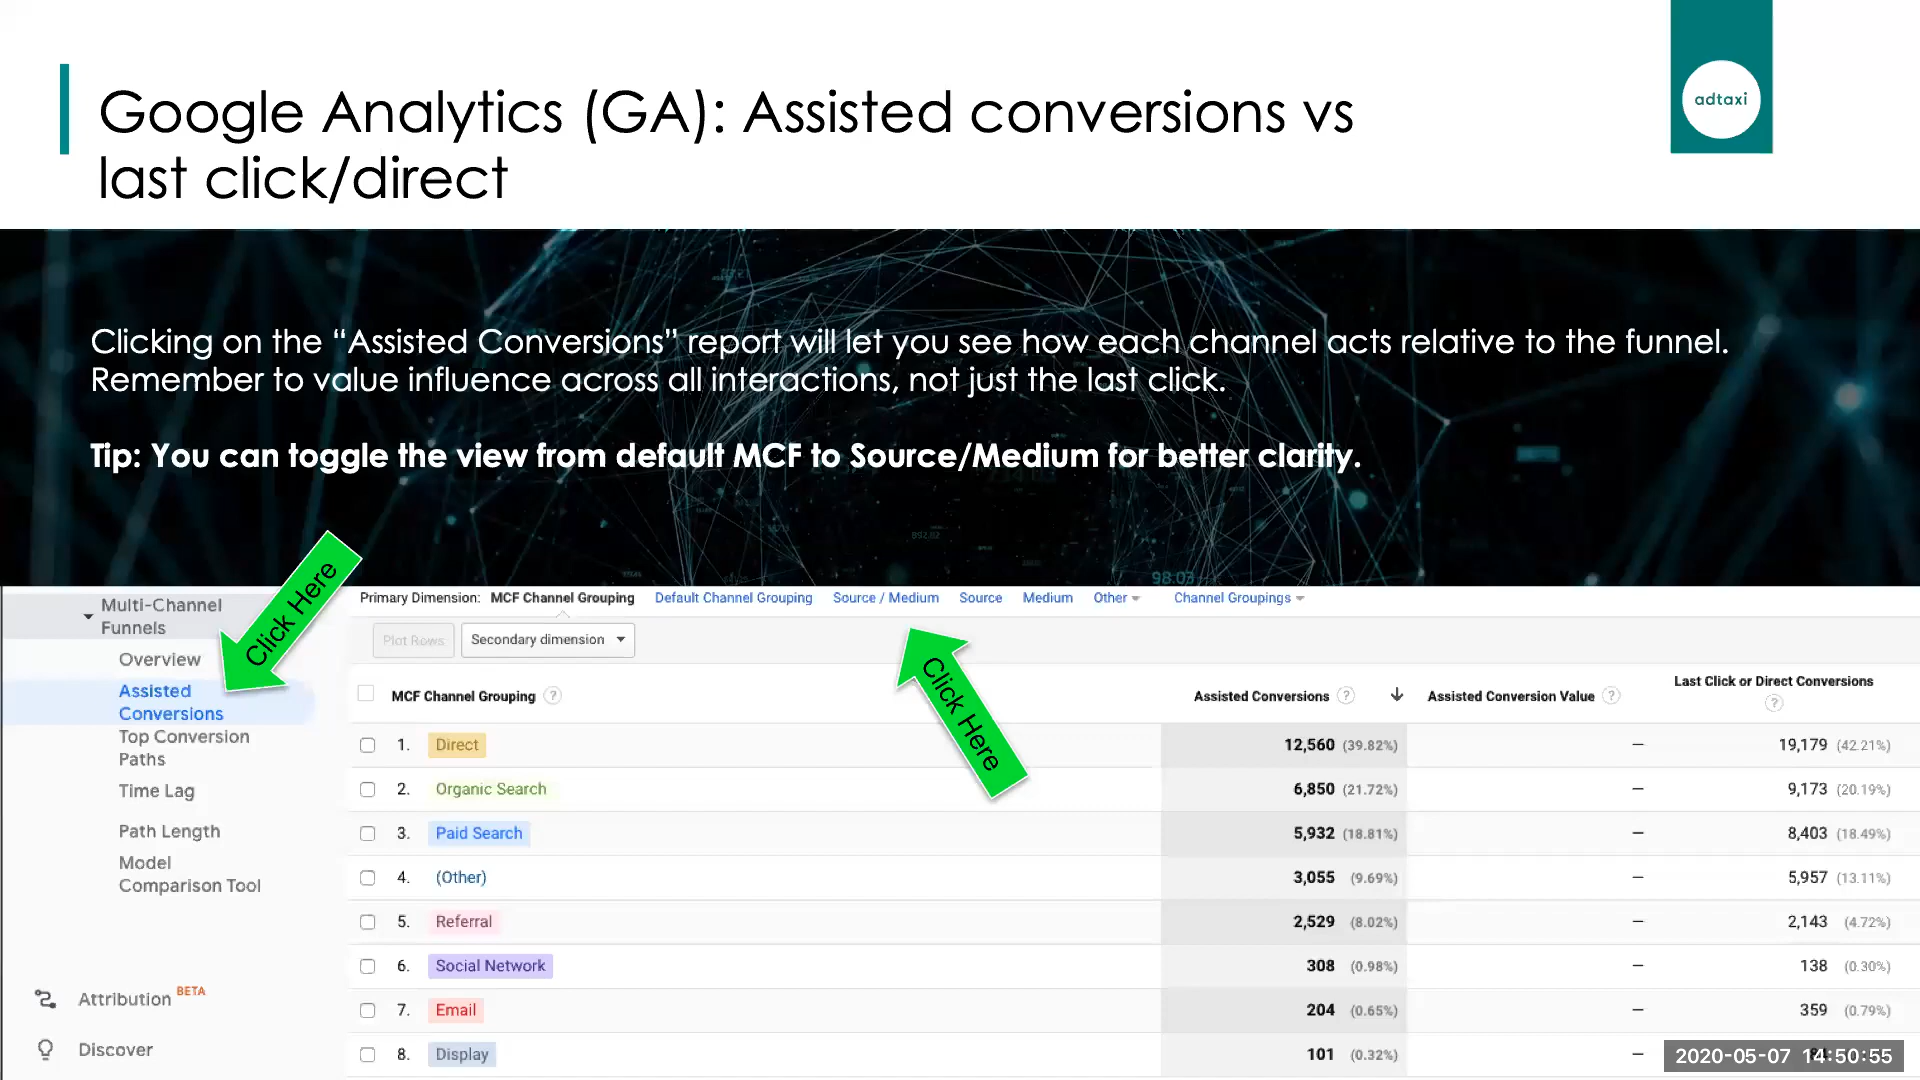 adtaxi
Google Analytics (GA): Assisted conversions vs
last click/direct
Clicking on the “Assisted Conversions” report will let you see how each channel acts relative to the funnel.
Remember to value influence across all interactions, not just the last click.
Tip: You can toggle the view from default MCF to Source/Medium for better clarity.
98.03
Click Here
Click Here
Multi-Channel
Funnels
Overview
Assisted
Conversions
Top Conversion
Paths
Time Lag
Path Length
Model
Comparison Tool
Attribution BETA
Discover
Primary Dimension: MCF Channel Grouping Default Channel Grouping Source / Medium Source Medium Other Channel Groupings
Plot Rows Secondary dimension
MCF Channel Grouping ? Assisted Conversions ? Assisted Conversion Value ? Last Click or Direct Conversions
?
1. Direct 12,560 (39.82%) — 19,179 (42.21%)
2. Organic Search 6,850 (21.72%) — 9,173 (20.19%)
3. Paid Search 5,932 (18.81%) — 8,403 (18.49%)
4. (Other) 3,055 (9.69%) — 5,957 (13.11%)
5. Referral 2,529 (8.02%) — 2,143 (4.72%)
6. Social Network 308 (0.98%) — 138 (0.30%)
7. Email 204 (0.65%) — 359 (0.79%)
8. Display 101 (0.32%) —
2020-05-07 14:50:55